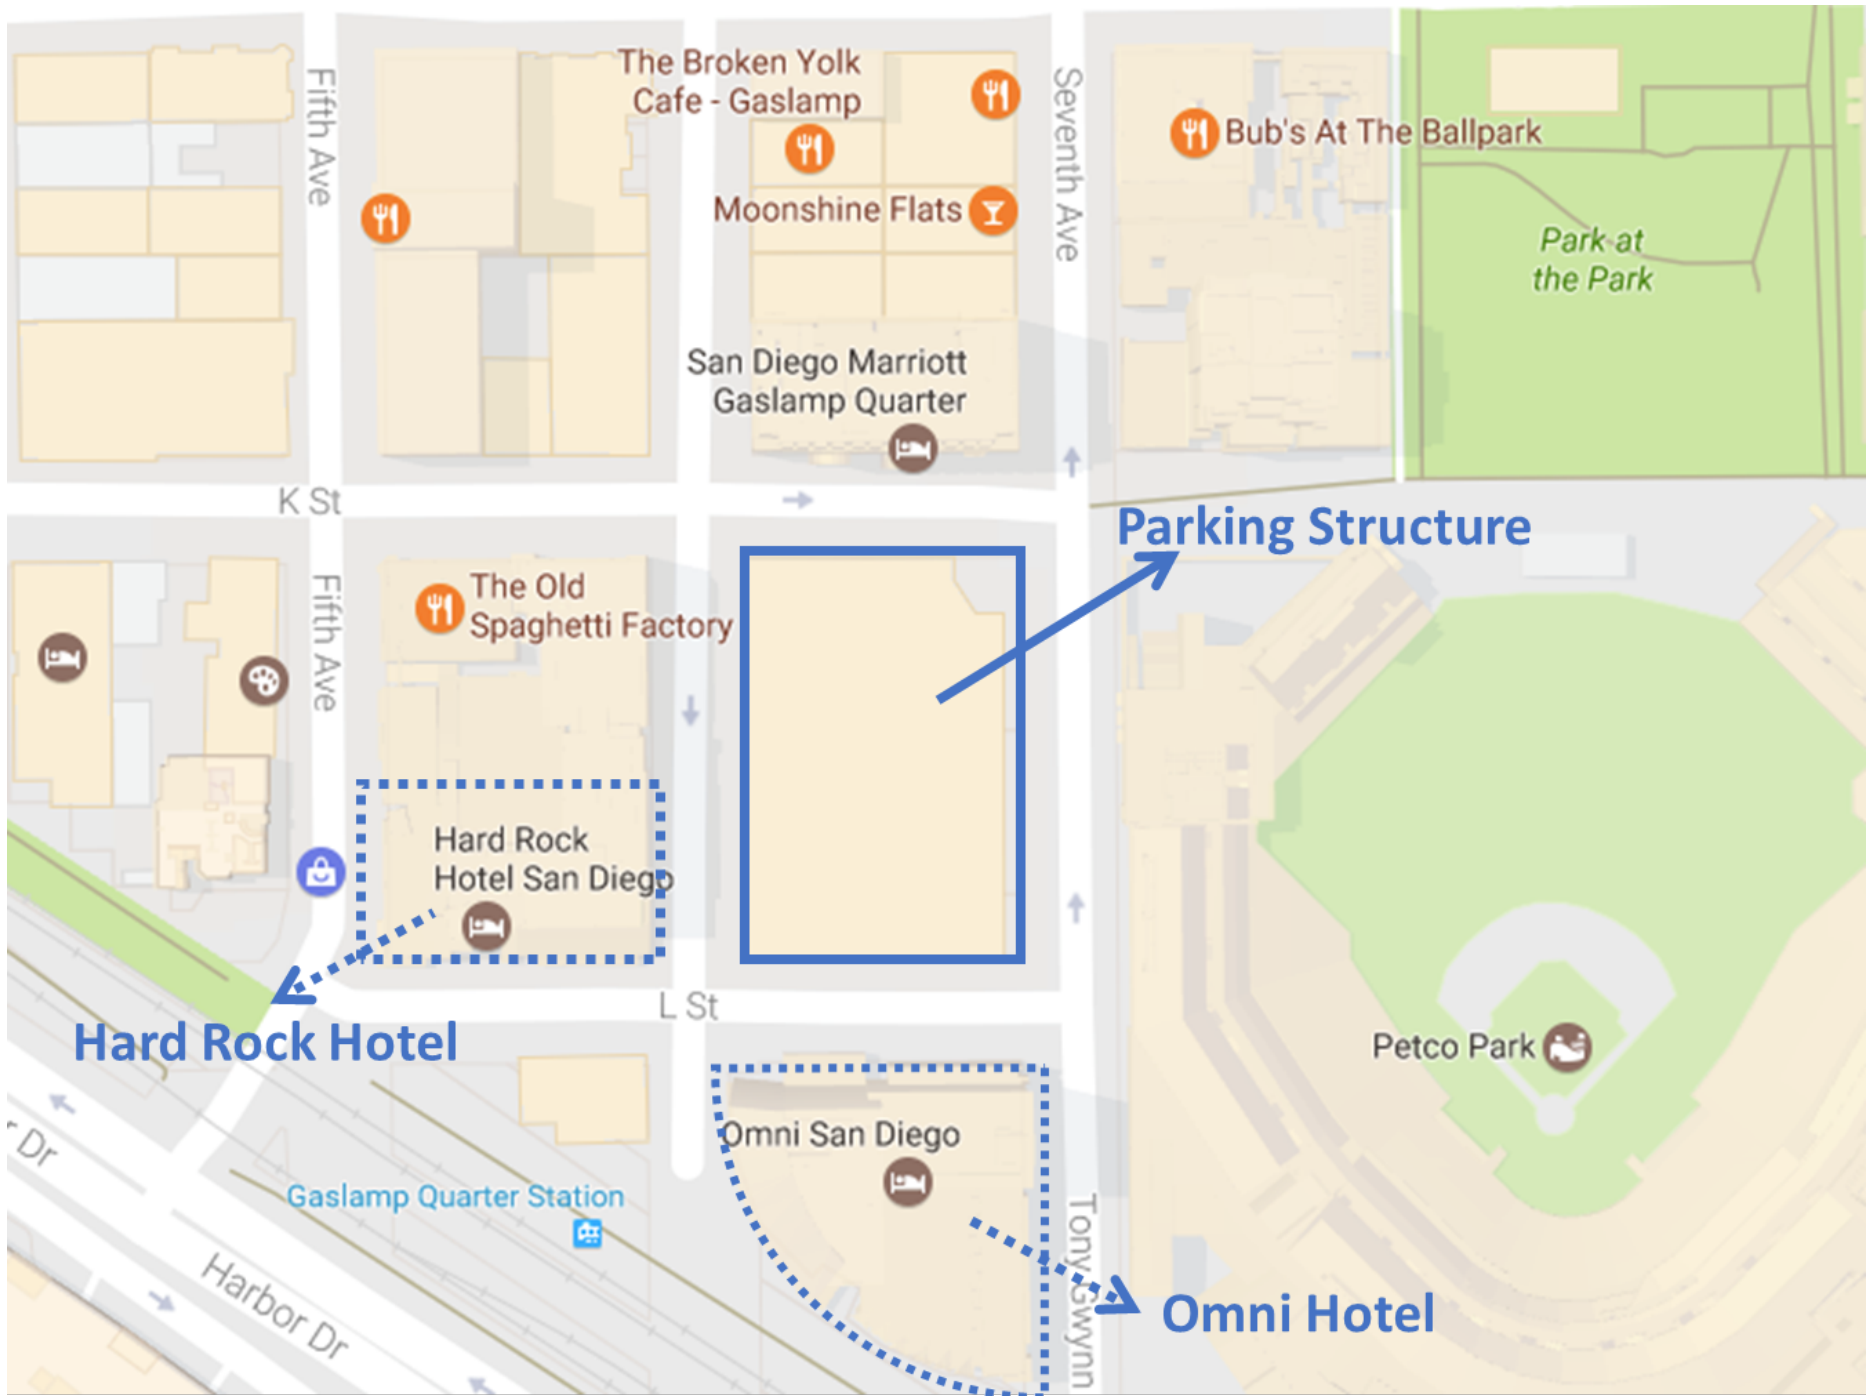 The Broken Yolk
Cafe - Gaslamp
Fifth Ave
Seventh Ave
Bub's At The Ballpark
Moonshine Flats
Park at
the Park
San Diego Marriott
Gaslamp Quarter
K St
Parking Structure
The Old
Spaghetti Factory
Fifth Ave
Hard Rock
Hotel San Diego
L St
Hard Rock Hotel
Petco Park
Omni San Diego
r Dr
Gaslamp Quarter Station
Harbor Dr
Tony Gwynn
Omni Hotel